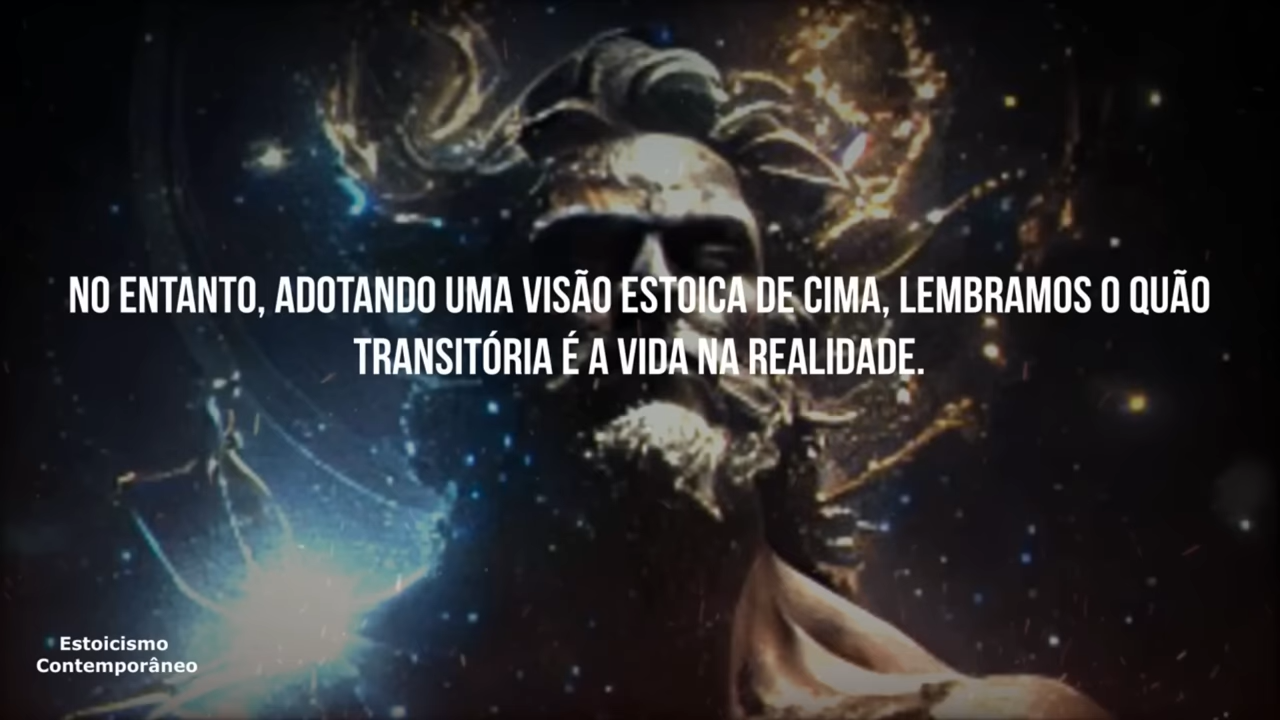 NO ENTANTO, ADOTANDO UMA VISÃO ESTOICA DE CIMA, LEMBRAMOS O QUÃO
TRANSITÓRIA É A VIDA NA REALIDADE.
Estoicismo
Contemporâneo